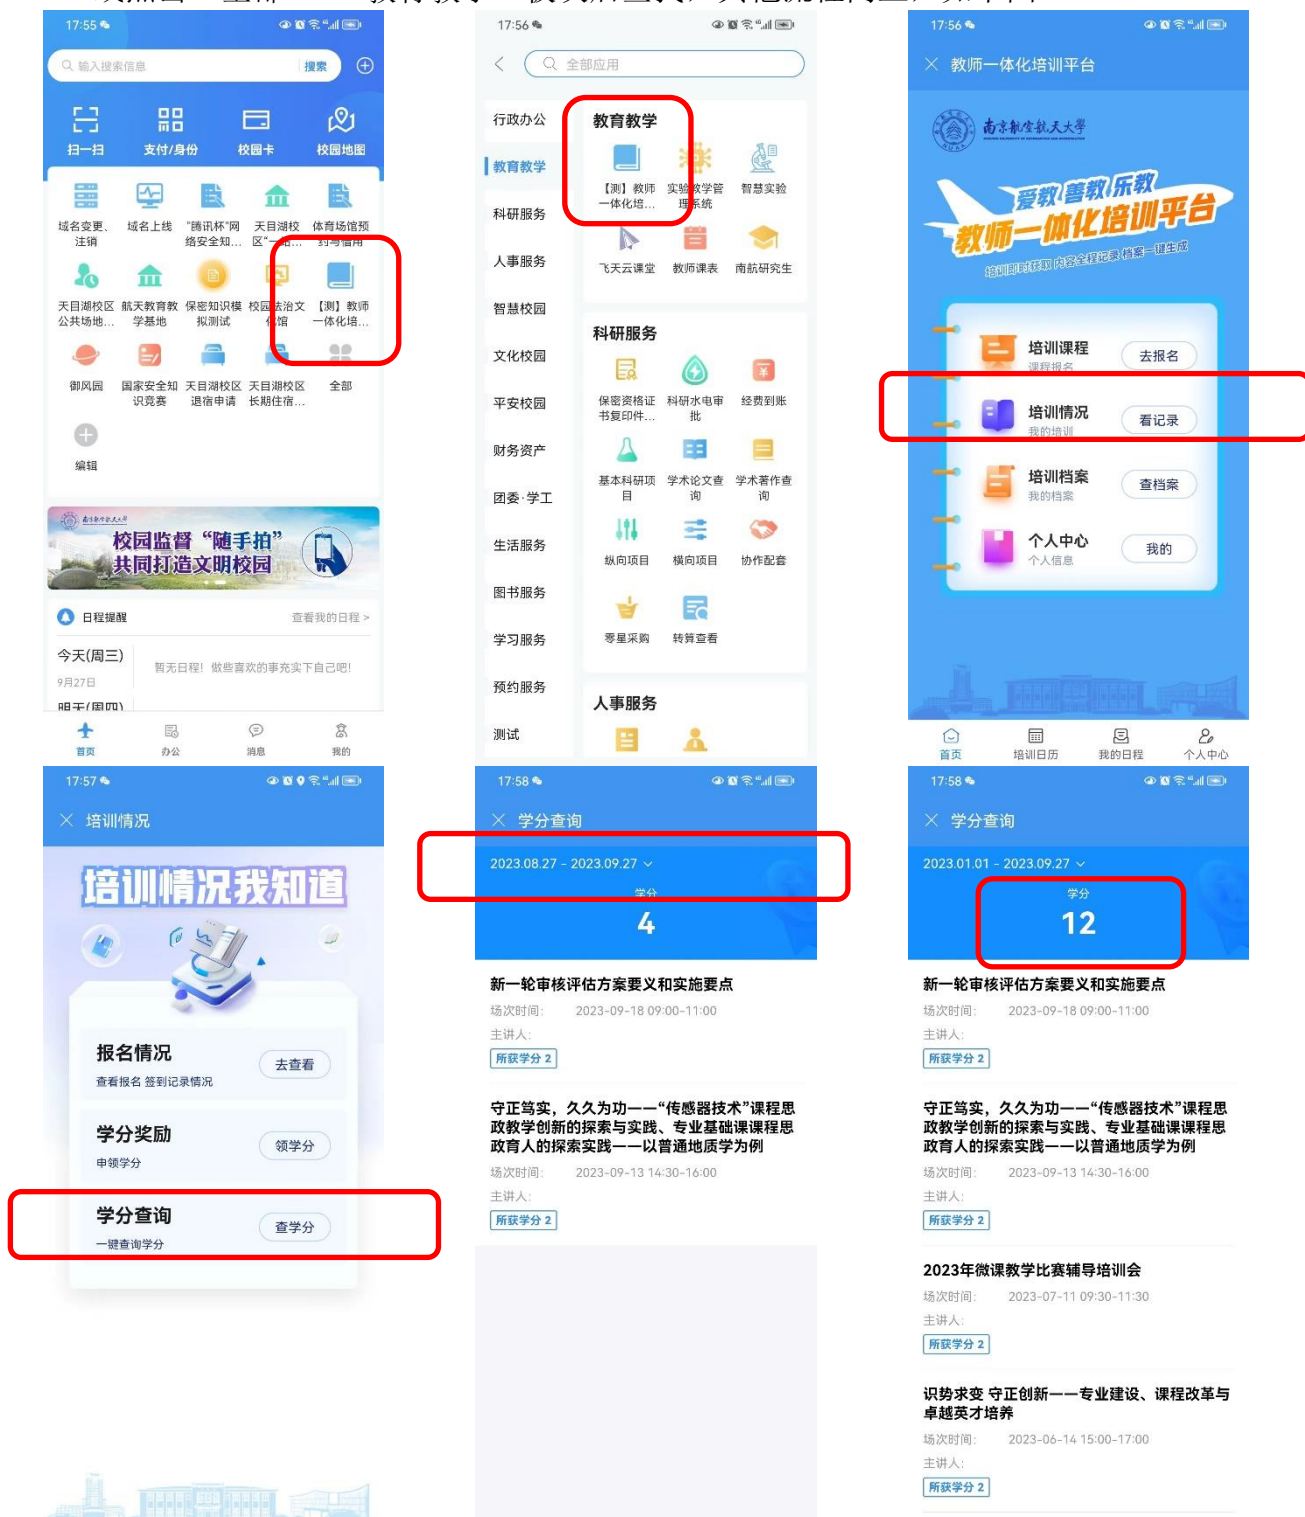 17:55
输入搜索信息
搜索
扫一扫 支付/身份 校园卡 校园地图
域名变更、 域名上线 “腾讯杯”网 天目湖校 体育场馆预
注销 络安全知... 区“一站... 约与借用
天目湖校区 航天教育教 保密知识模 校园法治文 【测】教师
公共场地... 学基地 拟测试 化馆 一体化培...
御风园 国家安全知 天目湖校区 天目湖校区 全部
识竞赛 退宿申请 长期住宿...
编辑
南京航空航天大学
校园监督“随手拍”
共同打造文明校园
日程提醒 查看我的日程 >
今天(周三)
暂无日程！做些喜欢的事充实下自己吧！
9月27日
明天(周四)
首页 办公 消息 我的
17:56
全部应用
行政办公
教育教学
科研服务
人事服务
智慧校园
文化校园
平安校园
财务资产
团委·学工
生活服务
图书服务
学习服务
预约服务
测试
教育教学
【测】教师 实验教学管 智慧实验
一体化培... 理系统
飞天云课堂 教师课表 南航研究生
科研服务
保密资格证 科研水电审 经费到账
书复印件... 批
基本科研项 学术论文查 学术著作查
目 询 询
纵向项目 横向项目 协作配套
零星采购 转算查看
人事服务
17:56
× 教师一体化培训平台
南京航空航天大学
爱教 善教 乐教
教师一体化培训平台
培训即时获取 内容全程记录 档案一键生成
培训课程
课程报名
去报名
培训情况
我的培训
看记录
培训档案
我的档案
查档案
个人中心
个人信息
我的
首页 培训日历 我的日程 个人中心
17:57
× 培训情况
培训情况我知道
报名情况
查看报名 签到记录情况
去查看
学分奖励
申领学分
领学分
学分查询
一键查询学分
查学分
17:58
× 学分查询
2023.08.27 - 2023.09.27
学分
4
新一轮审核评估方案要义和实施要点
场次时间： 2023-09-18 09:00-11:00
主讲人：
所获学分 2
守正笃实，久久为功——“传感器技术”课程思
政教学创新的探索与实践、专业基础课课程思
政育人的探索实践——以普通地质学为例
场次时间： 2023-09-13 14:30-16:00
主讲人：
所获学分 2
17:58
× 学分查询
2023.01.01 - 2023.09.27
学分
12
新一轮审核评估方案要义和实施要点
场次时间： 2023-09-18 09:00-11:00
主讲人：
所获学分 2
守正笃实，久久为功——“传感器技术”课程思
政教学创新的探索与实践、专业基础课课程思
政育人的探索实践——以普通地质学为例
场次时间： 2023-09-13 14:30-16:00
主讲人：
所获学分 2
2023年微课教学比赛辅导培训会
场次时间： 2023-07-11 09:30-11:30
主讲人：
所获学分 2
识势求变 守正创新——专业建设、课程改革与
卓越英才培养
场次时间： 2023-06-14 15:00-17:00
主讲人：
所获学分 2